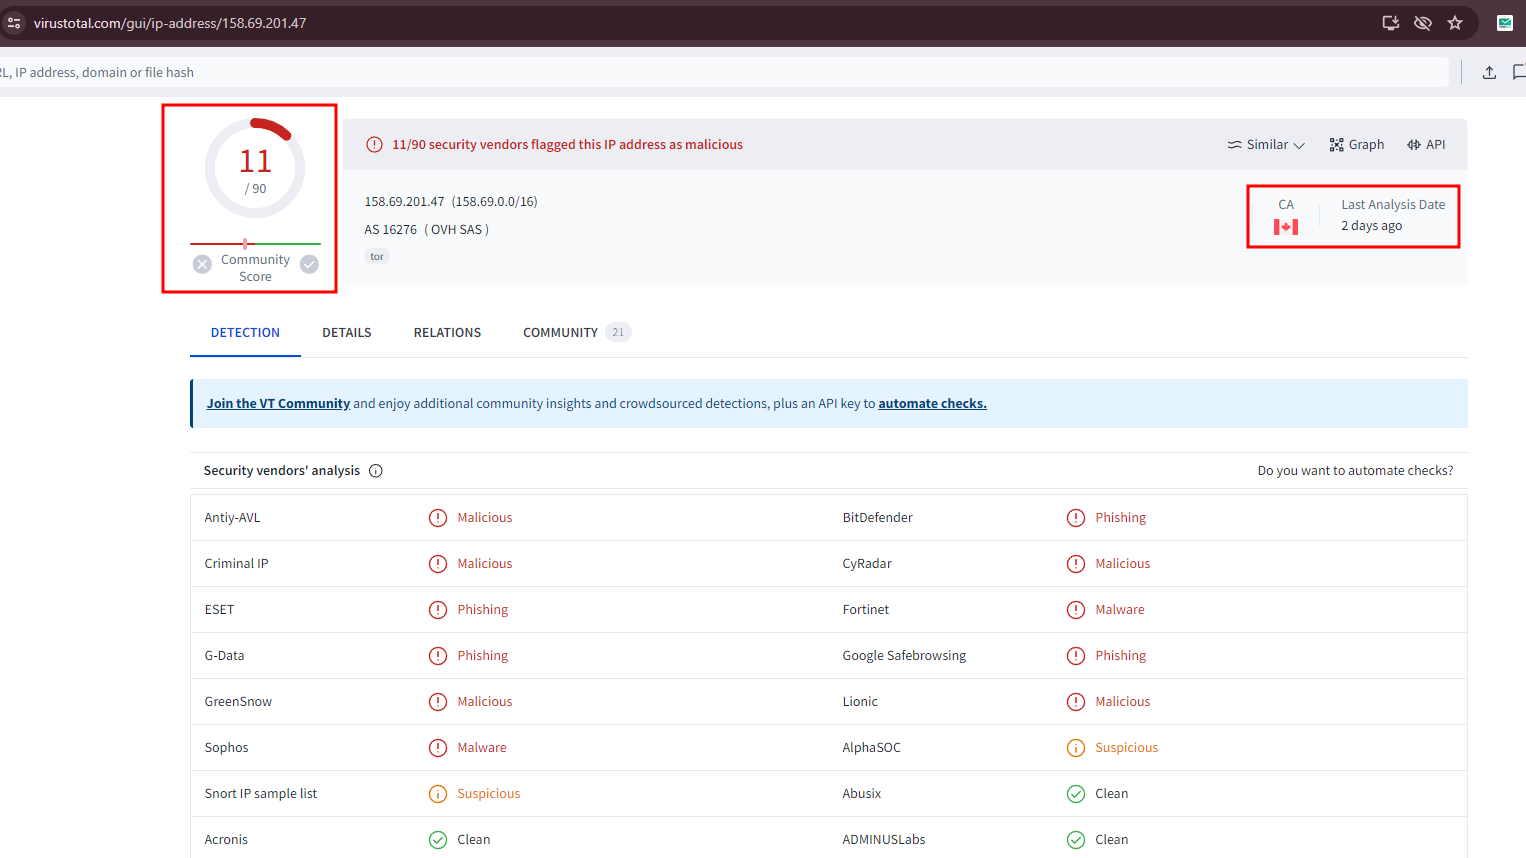 virustotal.com/gui/ip-address/158.69.201.47
RL, IP address, domain or file hash
11
/ 90
Community
Score
11/90 security vendors flagged this IP address as malicious
Similar
Graph
API
158.69.201.47 (158.69.0.0/16)
AS 16276 ( OVH SAS )
tor
CA
Last Analysis Date
2 days ago
DETECTION
DETAILS
RELATIONS
COMMUNITY 21
Join the VT Community and enjoy additional community insights and crowdsourced detections, plus an API key to automate checks.
Security vendors' analysis
Do you want to automate checks?
Antiy-AVL Malicious BitDefender Phishing
Criminal IP Malicious CyRadar Malicious
ESET Phishing Fortinet Malware
G-Data Phishing Google Safebrowsing Phishing
GreenSnow Malicious Lionic Malicious
Sophos Malware AlphaSOC Suspicious
Snort IP sample list Suspicious Abusix Clean
Acronis Clean ADMINUSLabs Clean